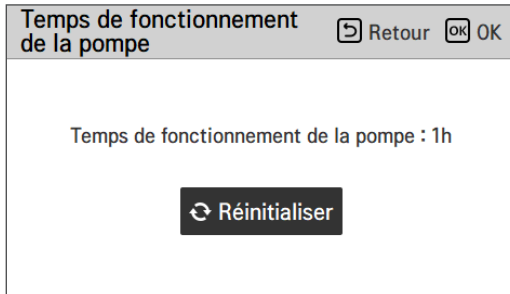 Temps de fonctionnement
de la pompe
Retour OK OK
Temps de fonctionnement de la pompe : 1h
Réinitialiser